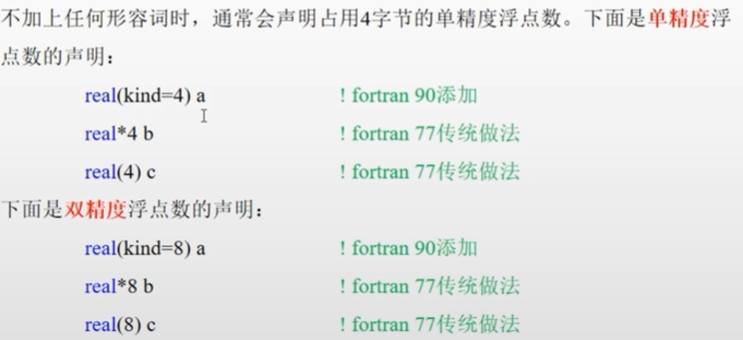 不加上任何形容词时，通常会声明占用4字节的单精度浮点数。下面是单精度浮
点数的声明：
real(kind=4) a ! fortran 90添加
real*4 b ! fortran 77传统做法
real(4) c ! fortran 77传统做法
下面是双精度浮点数的声明：
real(kind=8) a ! fortran 90添加
real*8 b ! fortran 77传统做法
real(8) c ! fortran 77传统做法